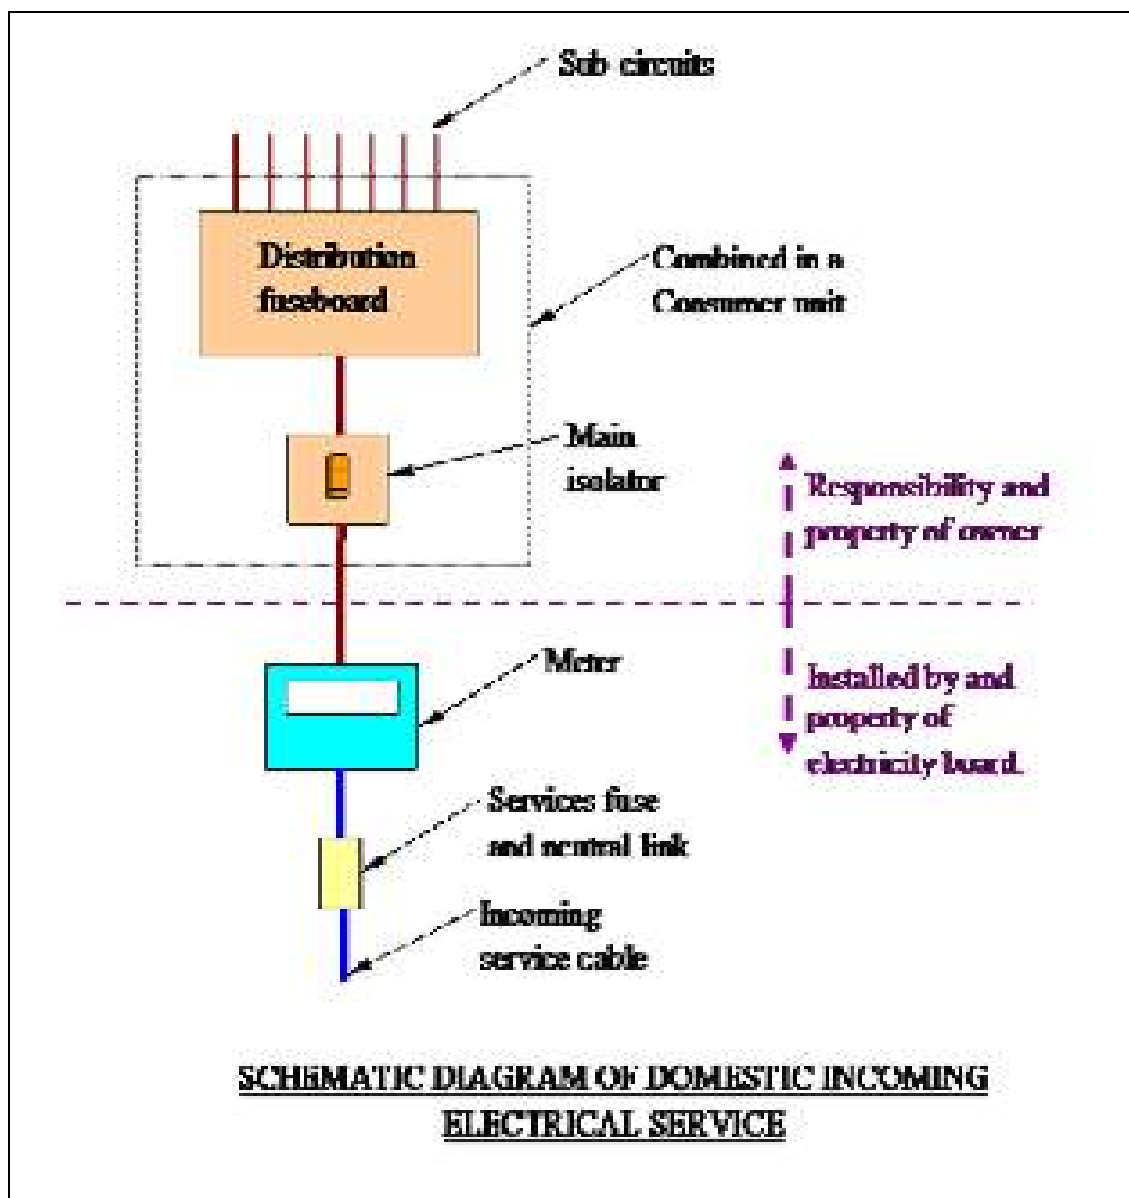 Sub circuits
Distribution
fuseboard
Combined in a
Consumer unit
Main
isolator
Responsibility and
property of owner
Meter
Installed by and
property of
electricity board.
Services fuse
and neutral link
Incoming
service cable
SCHEMATIC DIAGRAM OF DOMESTIC INCOMING
ELECTRICAL SERVICE